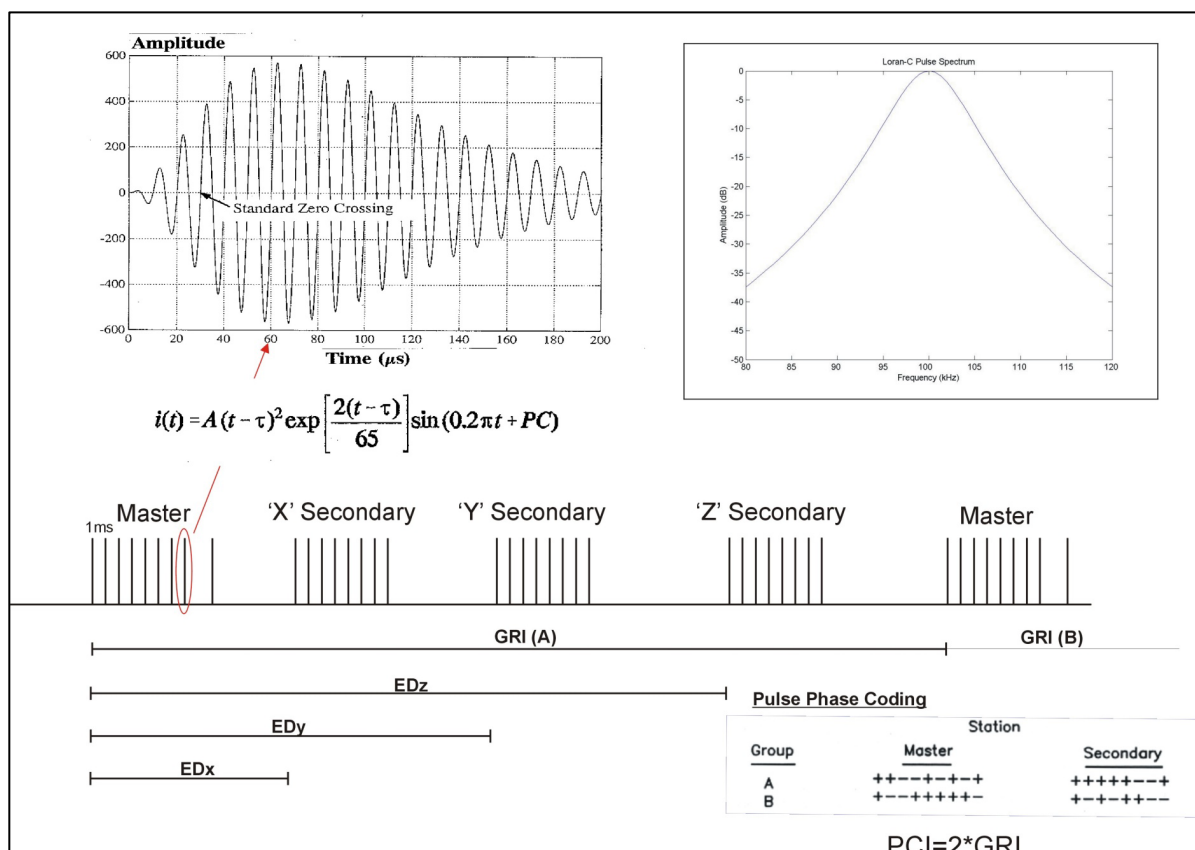 Amplitude
600
400
200
0
-200
-400
-600
Standard Zero Crossing
0 20 40 60 80 100 120 140 160 180 200
Time (μs)
Loran-C Pulse Spectrum
0
-5
-10
-15
-20
-25
-30
-35
-40
-45
-50
Amplitude (dB)
80 85 90 95 100 105 110 115 120
Frequency (kHz)
i(t) = A(t-τ)² exp[2(t-τ)/65] sin(0.2πt + PC)
Master 'X' Secondary 'Y' Secondary 'Z' Secondary Master
1ms
GRI (A) GRI (B)
EDz
EDy
EDx
Pulse Phase Coding
Station
Group Master Secondary
A ++--+-+-+ +++++--+
B +--+++++- +-+-++--
PCI=2*GRI